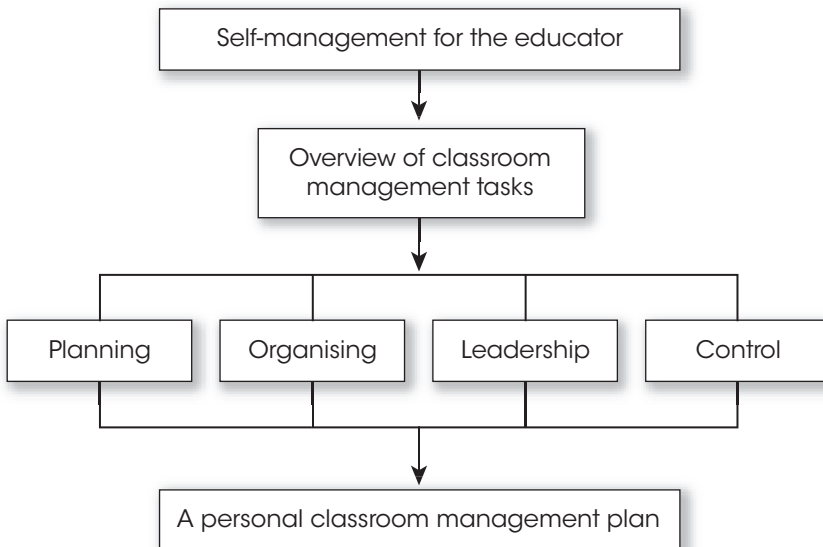 Self-management for the educator
Overview of classroom
management tasks
Planning
Organising
Leadership
Control
A personal classroom management plan